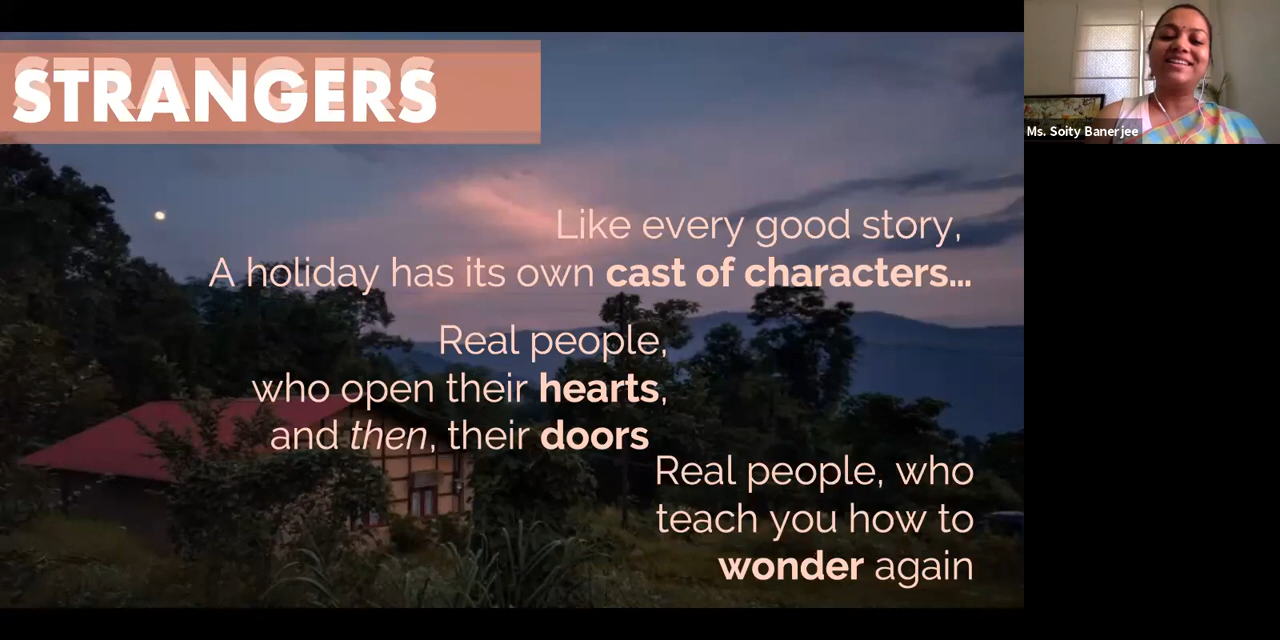 STRANGERS
Like every good story,
A holiday has its own cast of characters...
Real people,
who open their hearts,
and then, their doors
Real people, who
teach you how to
wonder again
Ms. Soity Banerjee